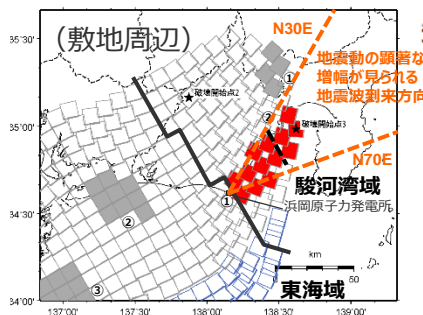 （敷地周辺）
N30E
地震動の顕著な
増幅が見られる
地震波到来方向
N70E
35°30'
35°00'
34°30'
34°00'
①
②
★破壊開始点2
★破壊開始点3
駿河湾域
浜岡原子力発電所
①
②
③
km
50
東海域
137°00'
137°30'
138°00'
138°30'
139°00'